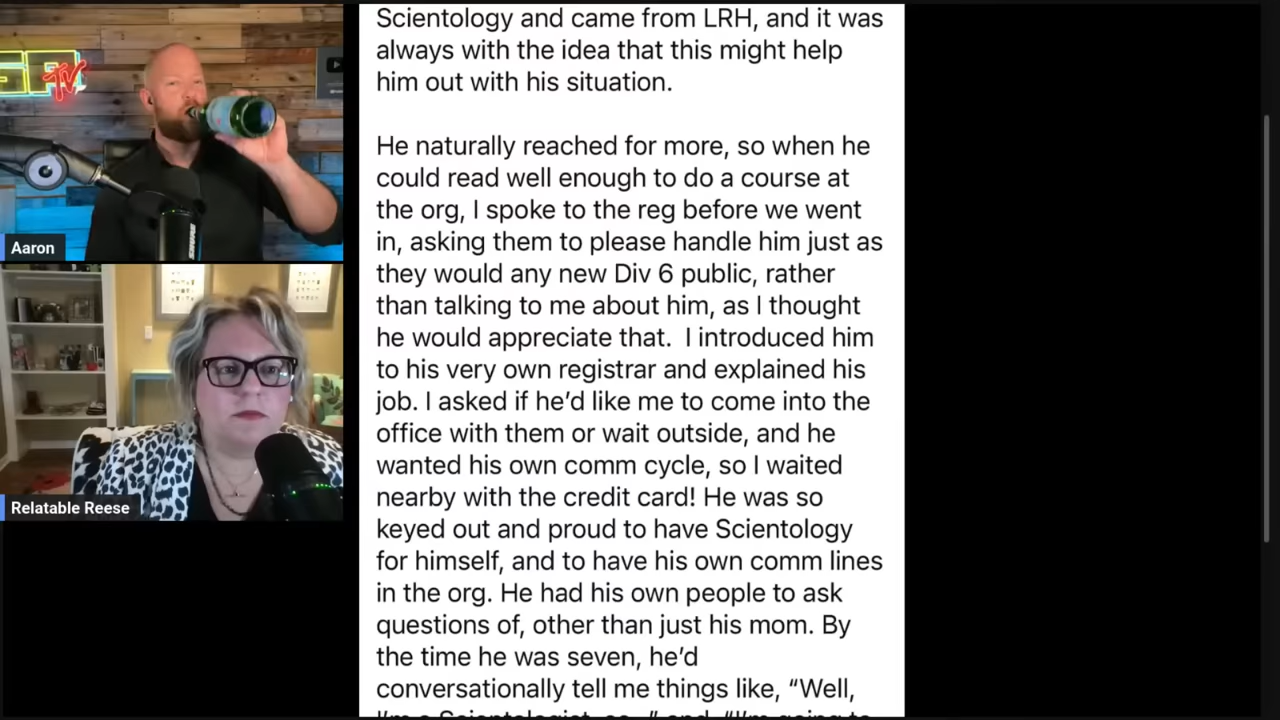 TV
Aaron
Relatable Reese
Scientology and came from LRH, and it was
always with the idea that this might help
him out with his situation.
He naturally reached for more, so when he
could read well enough to do a course at
the org, I spoke to the reg before we went
in, asking them to please handle him just as
they would any new Div 6 public, rather
than talking to me about him, as I thought
he would appreciate that.  I introduced him
to his very own registrar and explained his
job. I asked if he’d like me to come into the
office with them or wait outside, and he
wanted his own comm cycle, so I waited
nearby with the credit card! He was so
keyed out and proud to have Scientology
for himself, and to have his own comm lines
in the org. He had his own people to ask
questions of, other than just his mom. By
the time he was seven, he’d
conversationally tell me things like, “Well,
I’m a Scientologist, so…” and, “I’m going to